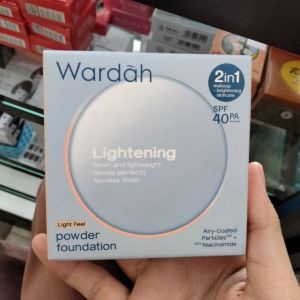 Wardah
2in1
makeup + brightening
skincare
SPF
40 PA
++++
Lightening
fresh and lightweight
blends perfectly
flawless finish
Light Feel
powder
foundation
Airy-Coated
Particles™ +
Niacinamide